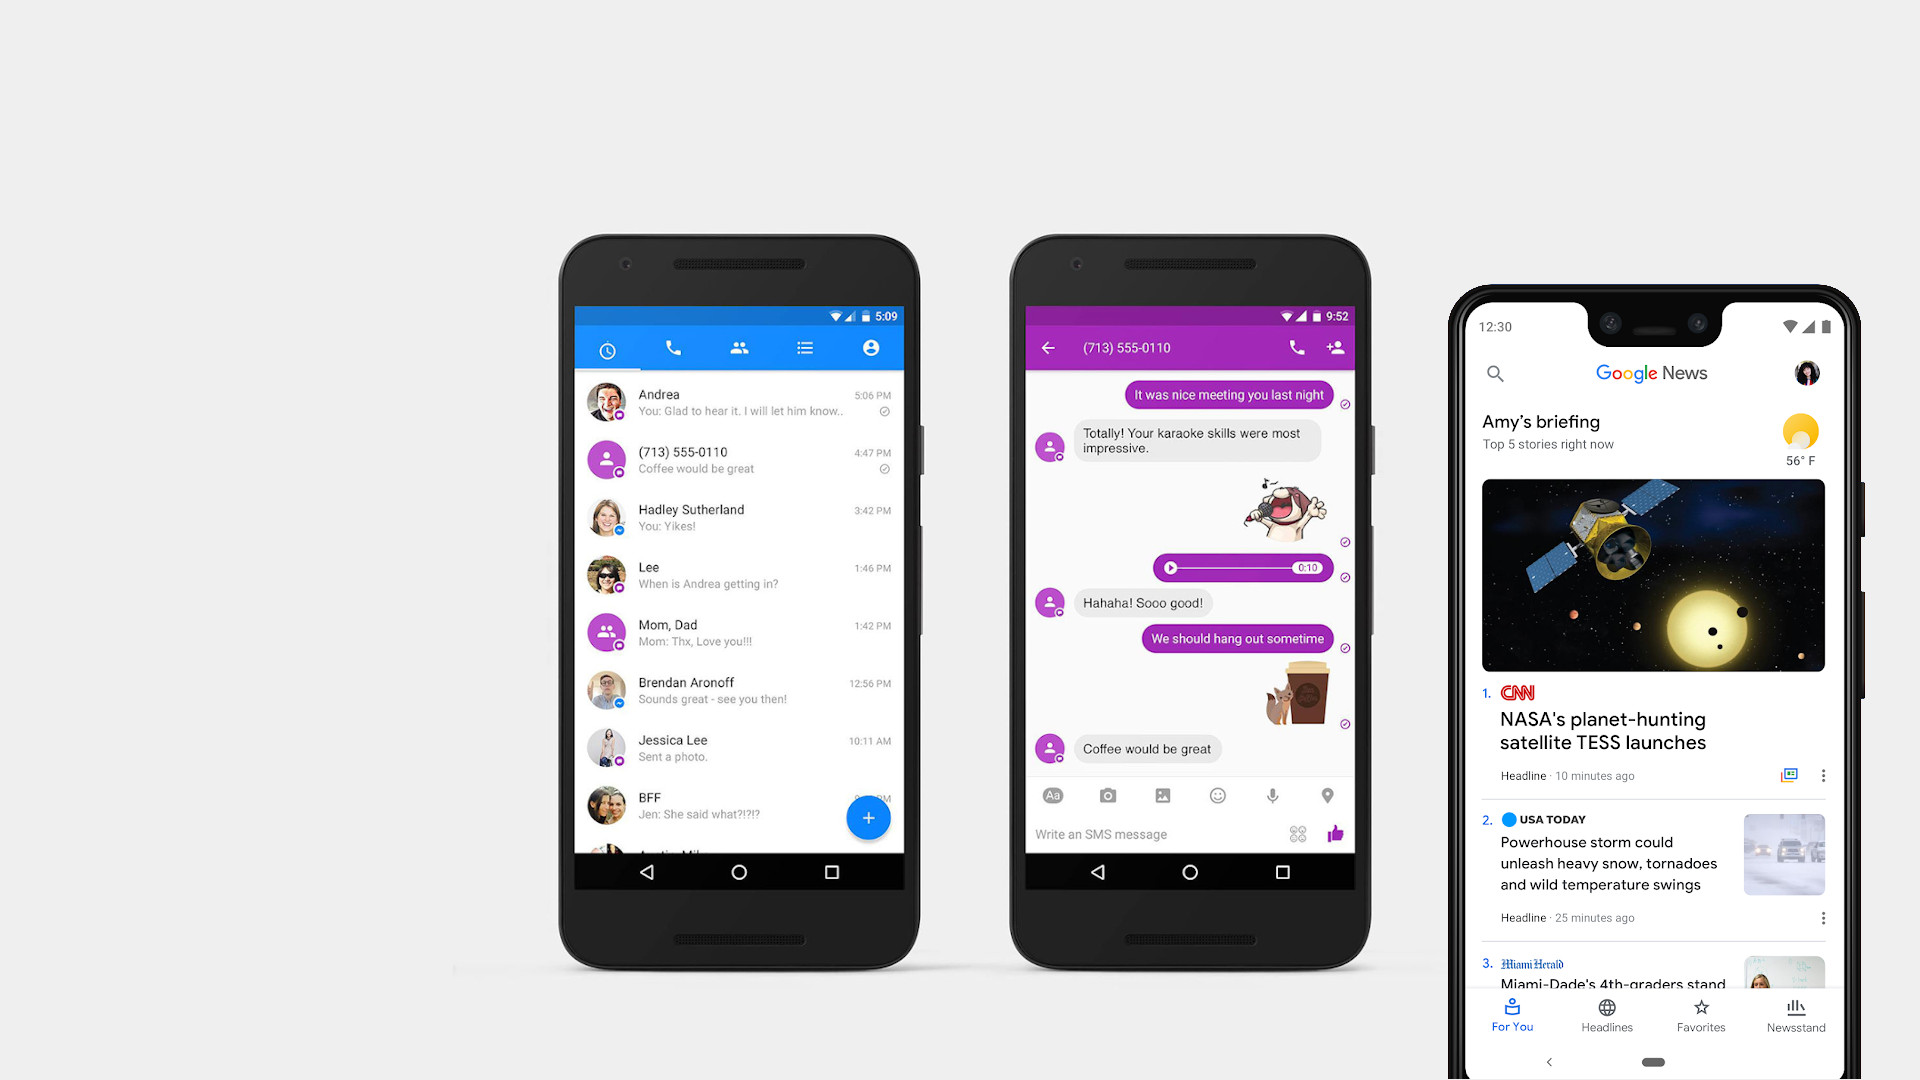 5:09
Andrea
5:06 PM
You: Glad to hear it. I will let him know..
(713) 555-0110
4:47 PM
Coffee would be great
Hadley Sutherland
3:42 PM
You: Yikes!
Lee
1:46 PM
When is Andrea getting in?
Mom, Dad
1:42 PM
Mom: Thx, Love you!!!
Brendan Aronoff
12:56 PM
Sounds great - see you then!
Jessica Lee
10:11 AM
Sent a photo.
BFF
Jen: She said what?!?!?
9:52
(713) 555-0110
It was nice meeting you last night
Totally! Your karaoke skills were most
impressive.
0:10
Hahaha! Sooo good!
We should hang out sometime
Coffee would be great
Aa
Write an SMS message
12:30
Google News
Amy's briefing
Top 5 stories right now
56° F
1. CNN
NASA's planet-hunting
satellite TESS launches
Headline · 10 minutes ago
2. USA TODAY
Powerhouse storm could
unleash heavy snow, tornadoes
and wild temperature swings
Headline · 25 minutes ago
3. Miami Herald
Miami-Dade's 4th-graders stand
For You
Headlines
Favorites
Newsstand